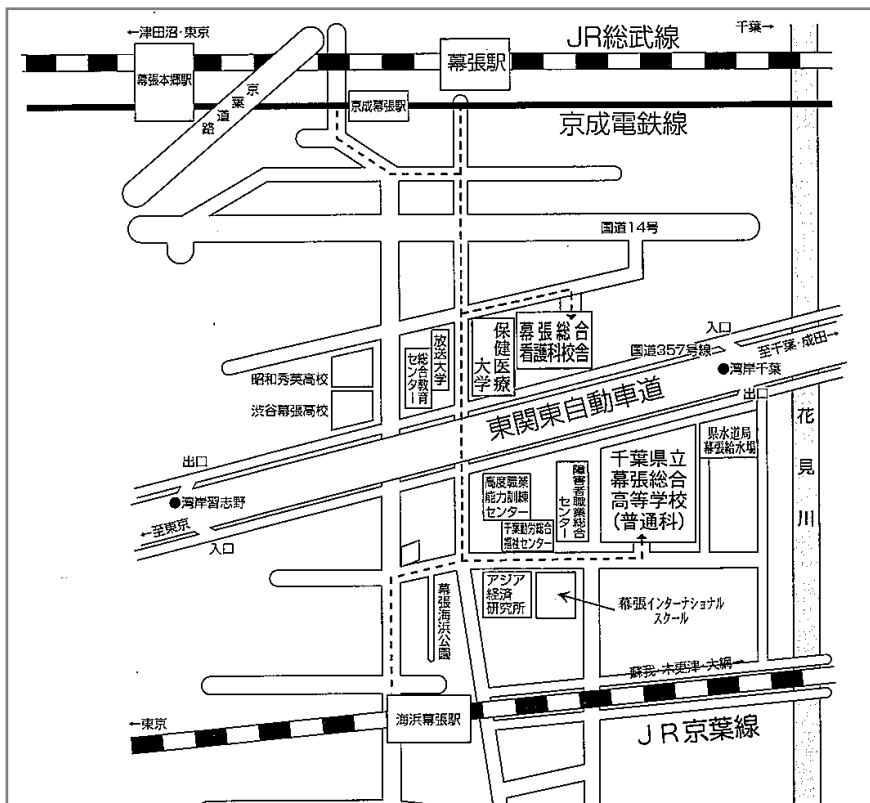 ←津田沼・東京
千葉→
JR総武線
幕張本郷駅
幕張駅
京葉道路
京成幕張駅
京成電鉄線
国道14号
幕張総合
看護科校舎
保健医療
大学
放送大学
総合教育
センター
昭和秀英高校
渋谷幕張高校
入口
国道357号線
至千葉・成田→
湾岸千葉
東関東自動車道
出口
花見川
県水道局
幕張給水場
千葉県立
幕張総合
高等学校
(普通科)
障害者職業総合
センター
高度職業
能力訓練
センター
千葉勤労総合
福祉センター
出口
湾岸習志野
←至東京
入口
幕張海浜公園
アジア
経済
研究所
幕張インターナショナル
スクール
蘇我・木更津・大網→
海浜幕張駅
←東京
JR京葉線